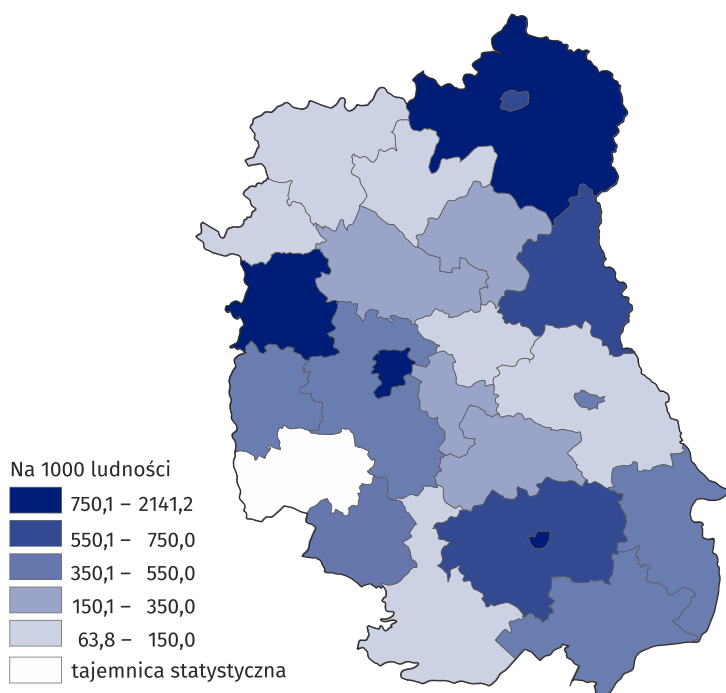 Na 1000 ludności
750,1 – 2141,2
550,1 – 750,0
350,1 – 550,0
150,1 – 350,0
63,8 – 150,0
tajemnica statystyczna